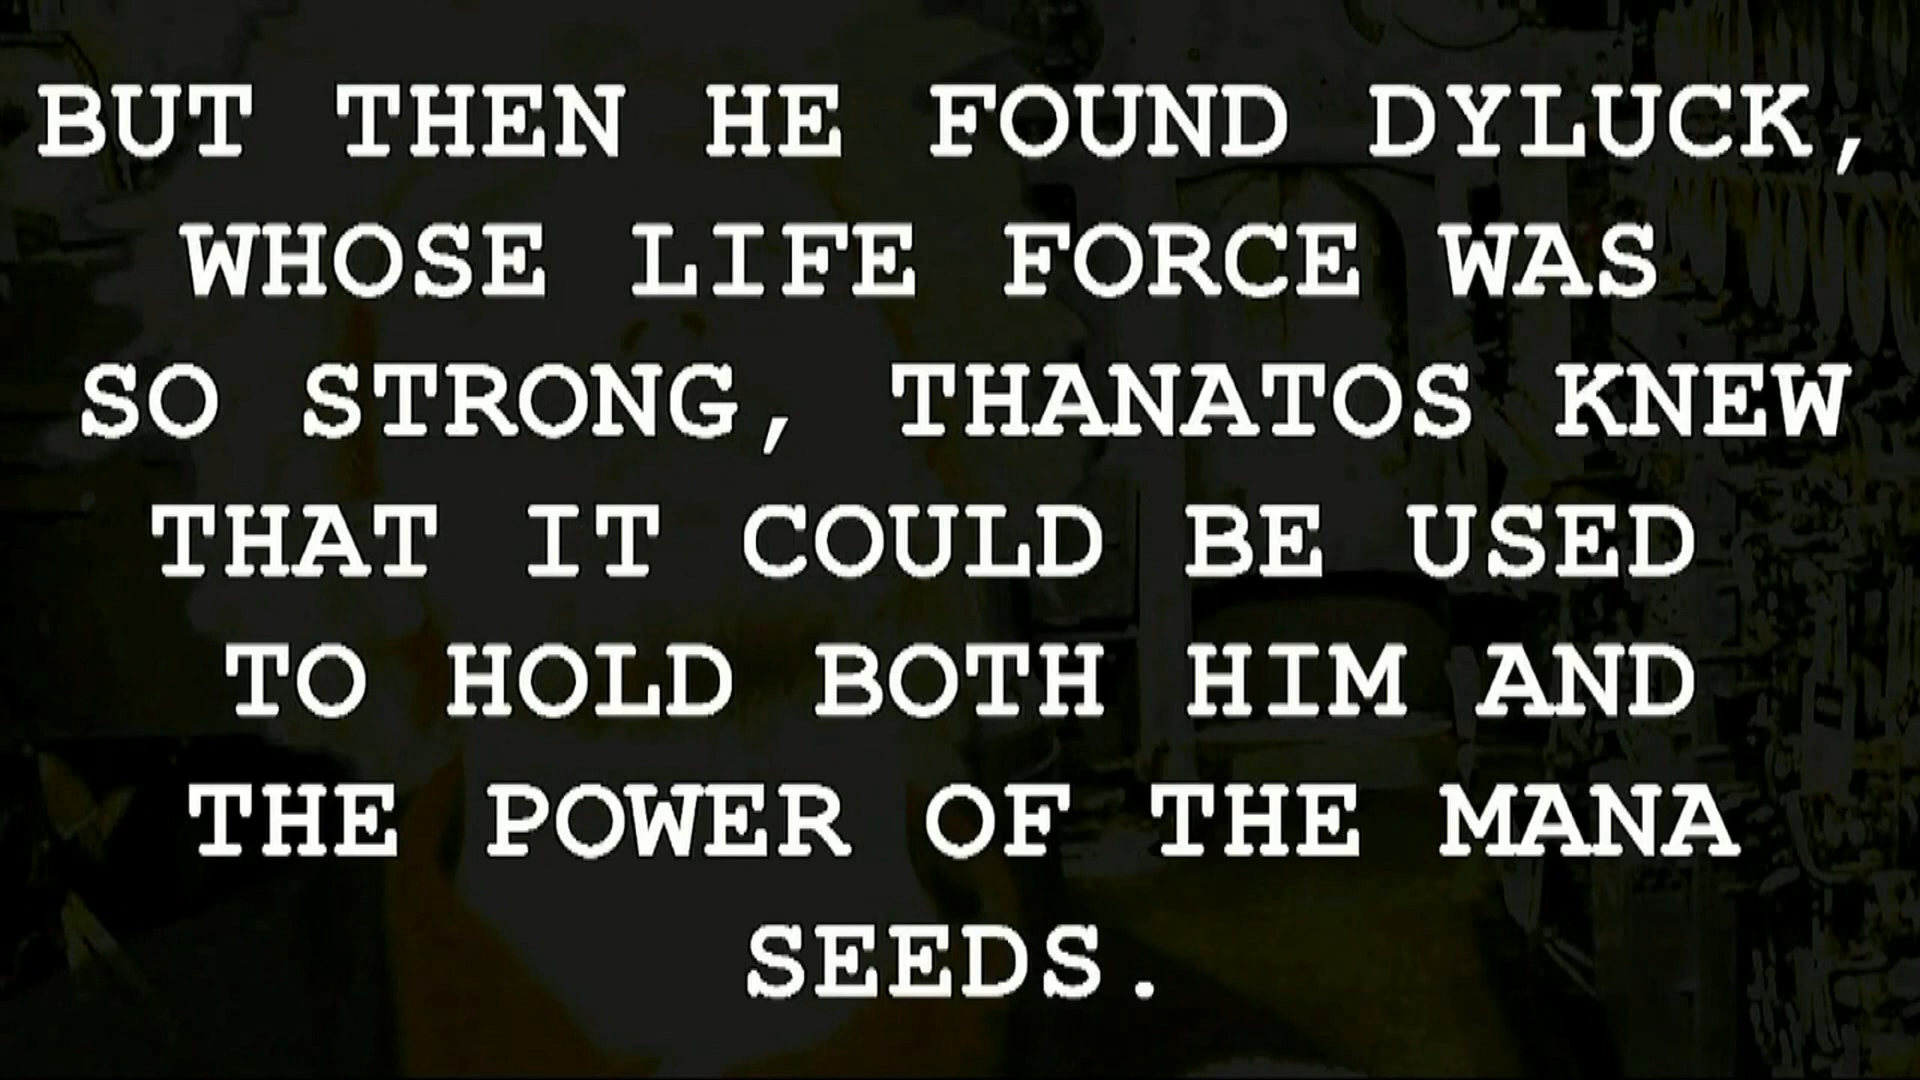 BUT THEN HE FOUND DYLUCK,
WHOSE LIFE FORCE WAS
SO STRONG, THANATOS KNEW
THAT IT COULD BE USED
TO HOLD BOTH HIM AND
THE POWER OF THE MANA
SEEDS.